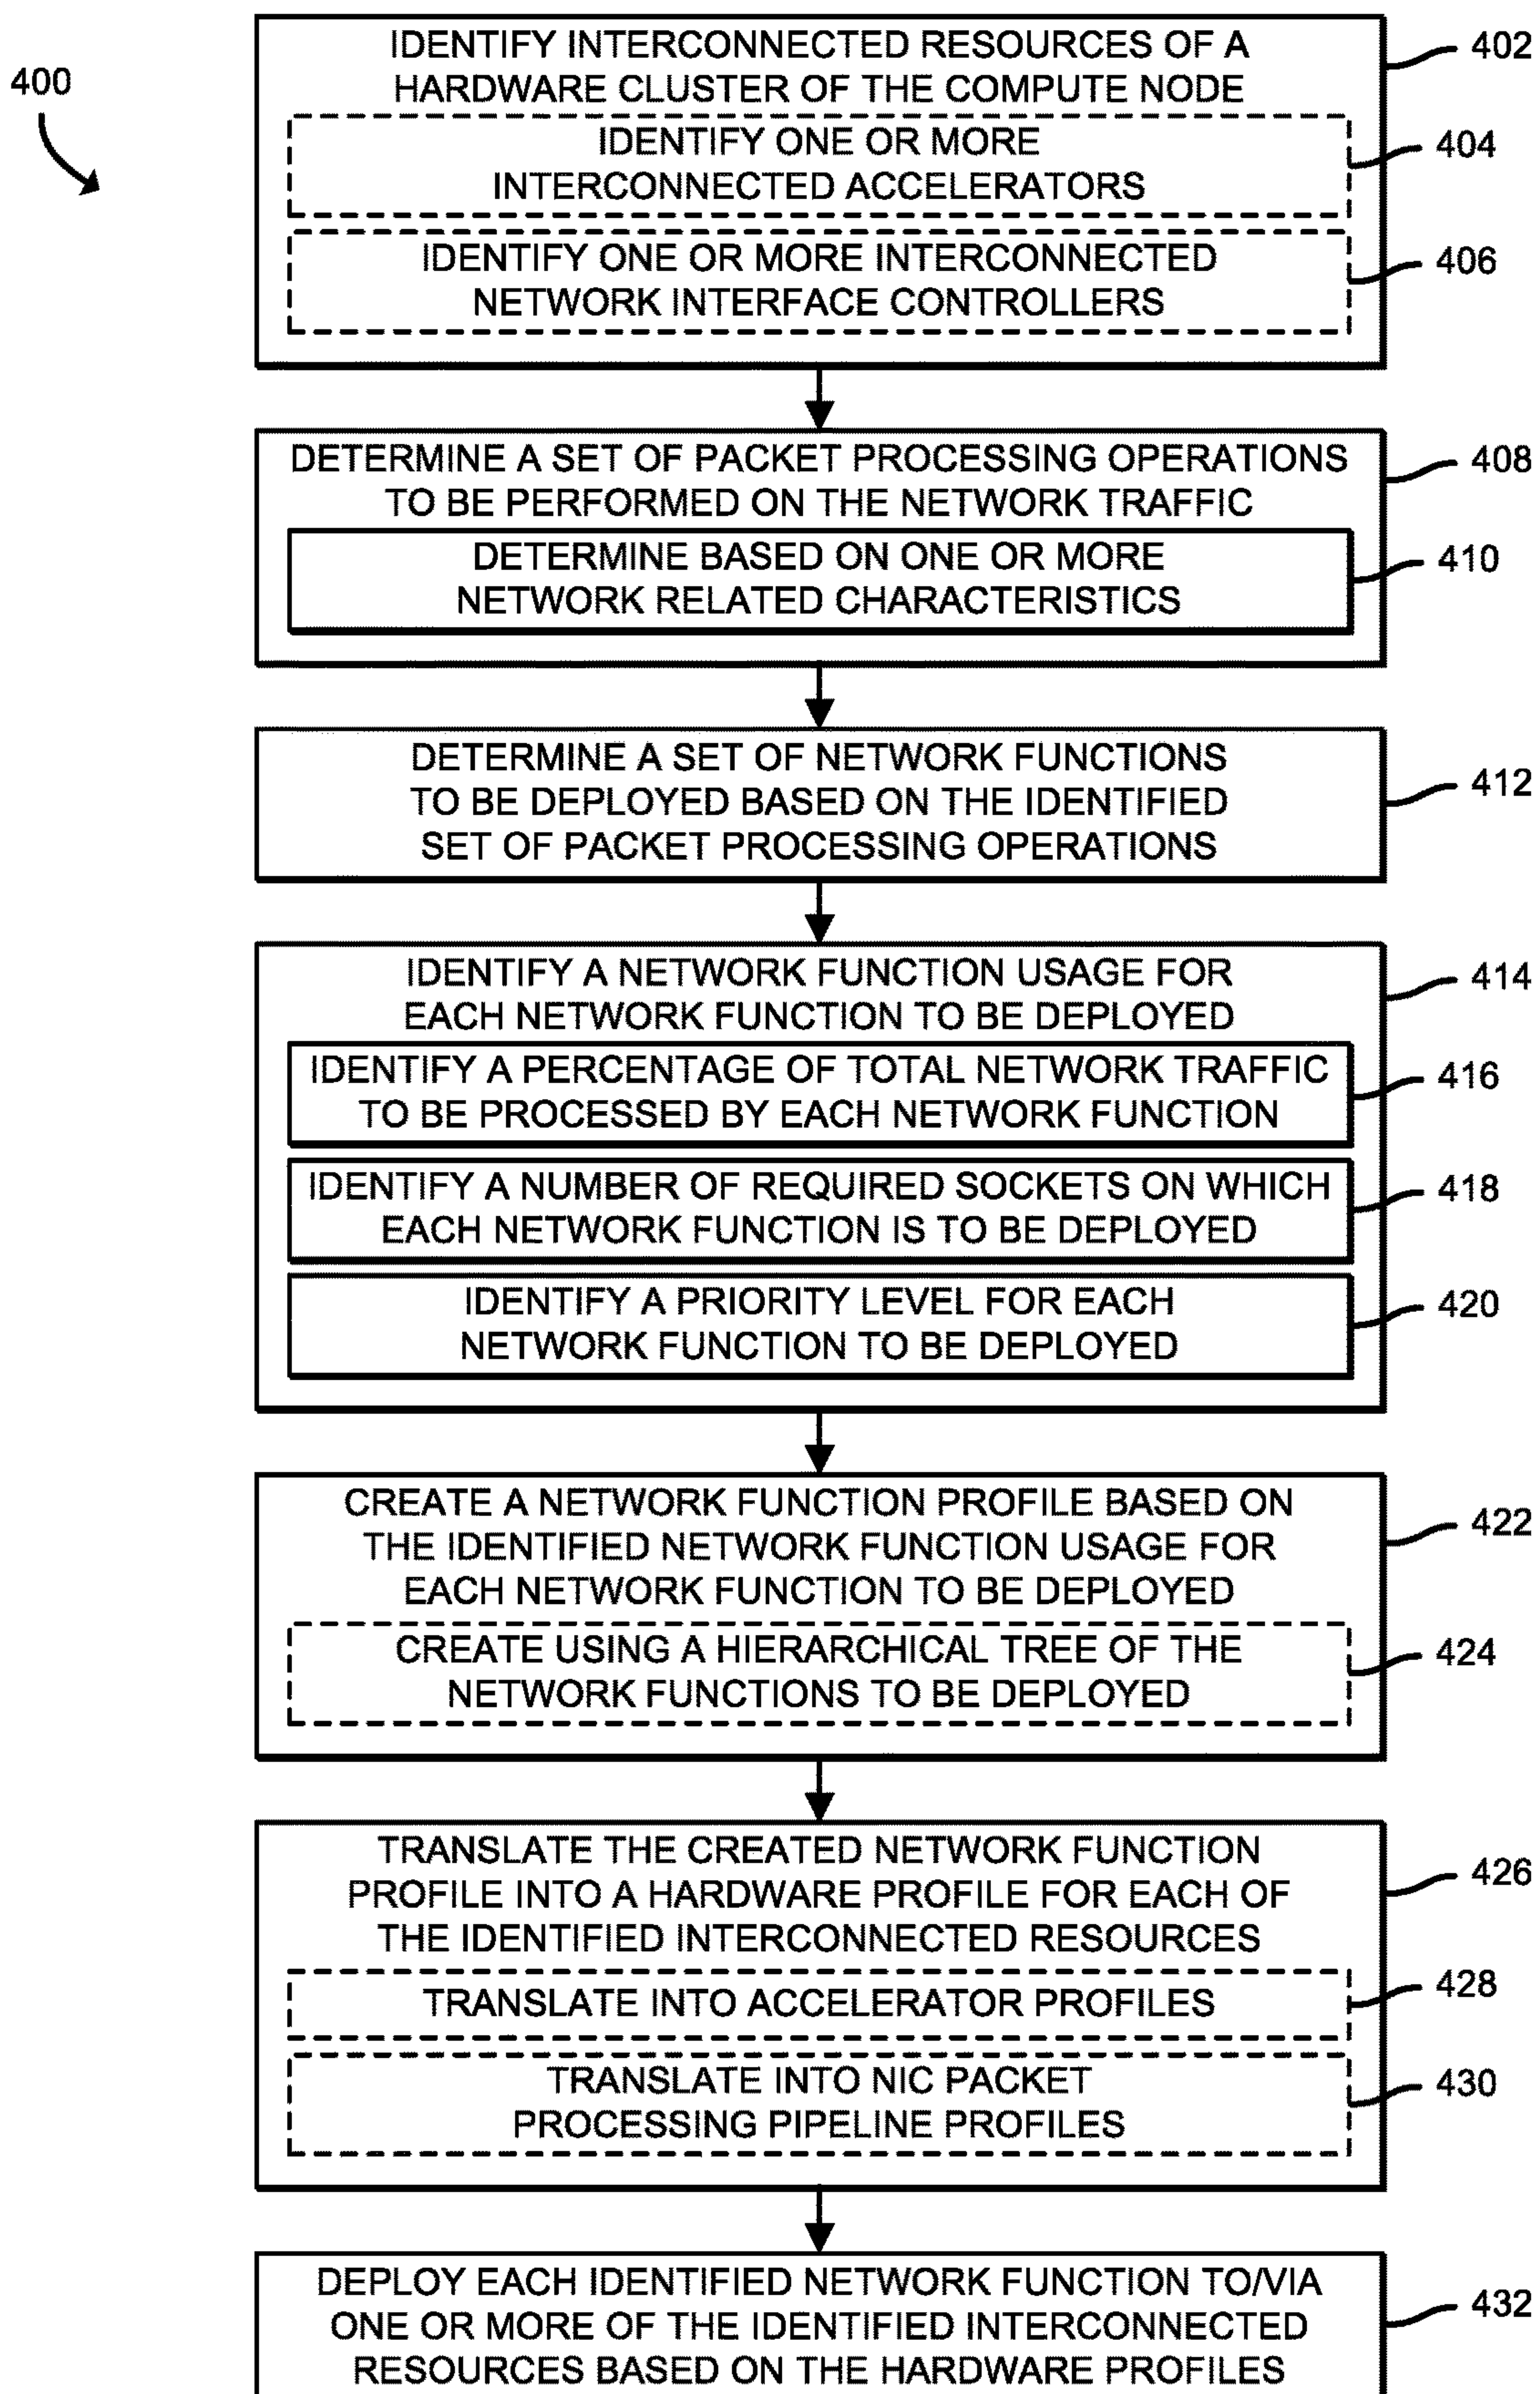 400
IDENTIFY INTERCONNECTED RESOURCES OF A
HARDWARE CLUSTER OF THE COMPUTE NODE
402
IDENTIFY ONE OR MORE
INTERCONNECTED ACCELERATORS
404
IDENTIFY ONE OR MORE INTERCONNECTED
NETWORK INTERFACE CONTROLLERS
406
DETERMINE A SET OF PACKET PROCESSING OPERATIONS
TO BE PERFORMED ON THE NETWORK TRAFFIC
408
DETERMINE BASED ON ONE OR MORE
NETWORK RELATED CHARACTERISTICS
410
DETERMINE A SET OF NETWORK FUNCTIONS
TO BE DEPLOYED BASED ON THE IDENTIFIED
SET OF PACKET PROCESSING OPERATIONS
412
IDENTIFY A NETWORK FUNCTION USAGE FOR
EACH NETWORK FUNCTION TO BE DEPLOYED
414
IDENTIFY A PERCENTAGE OF TOTAL NETWORK TRAFFIC
TO BE PROCESSED BY EACH NETWORK FUNCTION
416
IDENTIFY A NUMBER OF REQUIRED SOCKETS ON WHICH
EACH NETWORK FUNCTION IS TO BE DEPLOYED
418
IDENTIFY A PRIORITY LEVEL FOR EACH
NETWORK FUNCTION TO BE DEPLOYED
420
CREATE A NETWORK FUNCTION PROFILE BASED ON
THE IDENTIFIED NETWORK FUNCTION USAGE FOR
EACH NETWORK FUNCTION TO BE DEPLOYED
422
CREATE USING A HIERARCHICAL TREE OF THE
NETWORK FUNCTIONS TO BE DEPLOYED
424
TRANSLATE THE CREATED NETWORK FUNCTION
PROFILE INTO A HARDWARE PROFILE FOR EACH OF
THE IDENTIFIED INTERCONNECTED RESOURCES
426
TRANSLATE INTO ACCELERATOR PROFILES
428
TRANSLATE INTO NIC PACKET
PROCESSING PIPELINE PROFILES
430
DEPLOY EACH IDENTIFIED NETWORK FUNCTION TO/VIA
ONE OR MORE OF THE IDENTIFIED INTERCONNECTED
RESOURCES BASED ON THE HARDWARE PROFILES
432